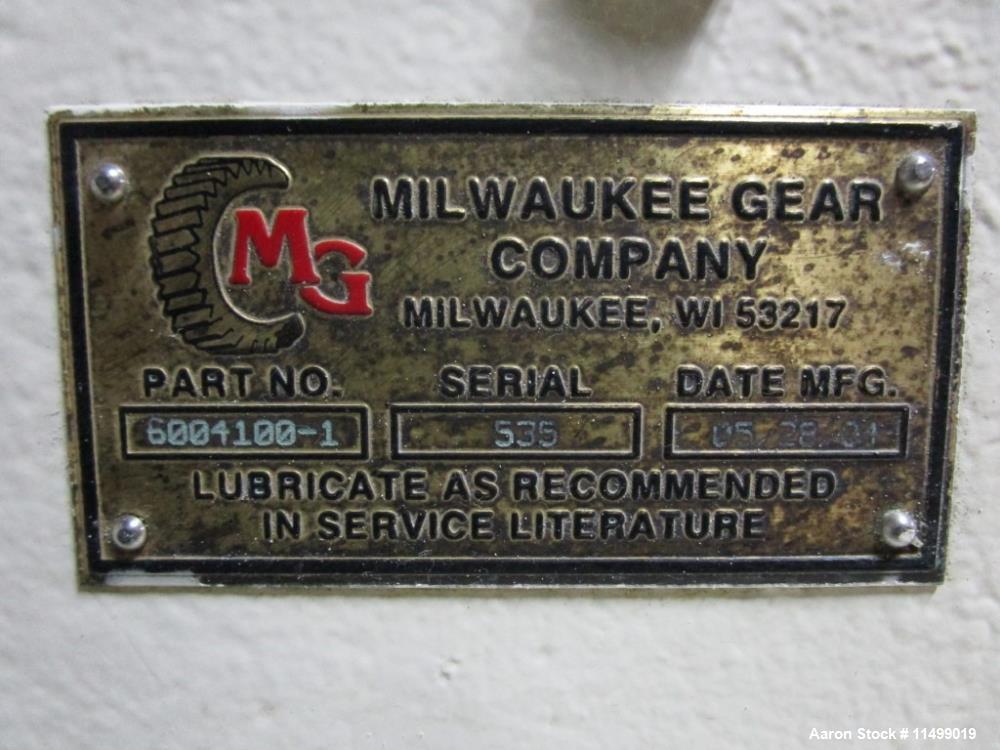 MG
MILWAUKEE GEAR
COMPANY
MILWAUKEE, WI 53217
PART NO. SERIAL DATE MFG.
6004100-1 535
LUBRICATE AS RECOMMENDED
IN SERVICE LITERATURE
Aaron Stock # 11499019